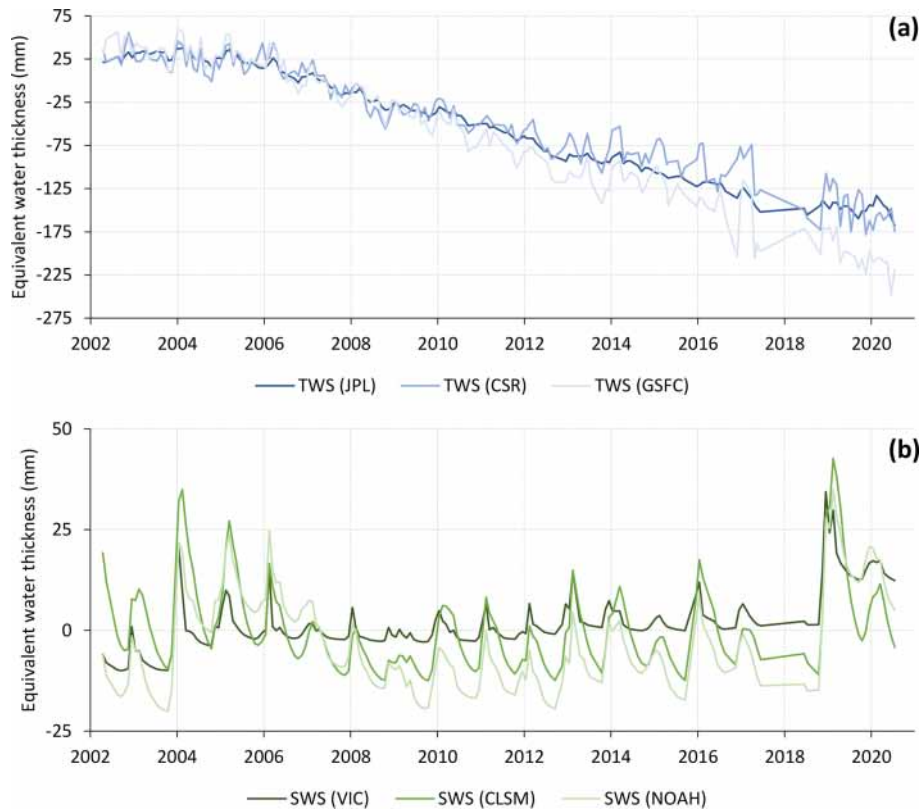 (a)
Equivalent water thickness (mm)
75
25
-25
-75
-125
-175
-225
-275
2002 2004 2006 2008 2010 2012 2014 2016 2018 2020
TWS (JPL) TWS (CSR) TWS (GSFC)
(b)
Equivalent water thickness (mm)
50
25
0
-25
2002 2004 2006 2008 2010 2012 2014 2016 2018 2020
SWS (VIC) SWS (CLSM) SWS (NOAH)